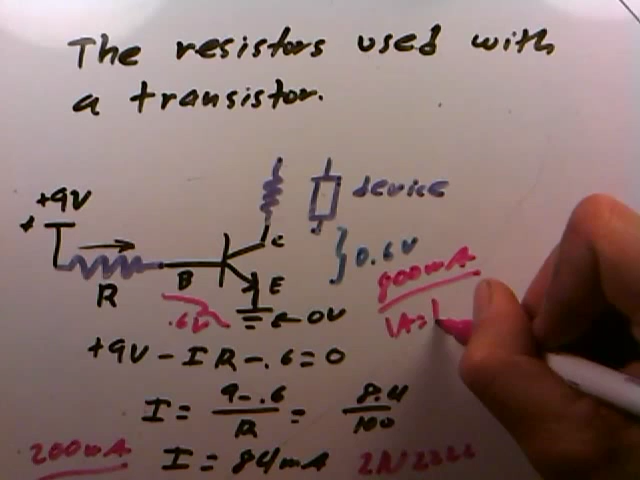 The resistors used with
a transistor.
+9V
+
device
C
0.6V
B
E
R
.6V
0V
800mA
+9V - IR - .6 = 0
I = 9-.6 / R = 8.4 / 100
200mA
I = 84mA